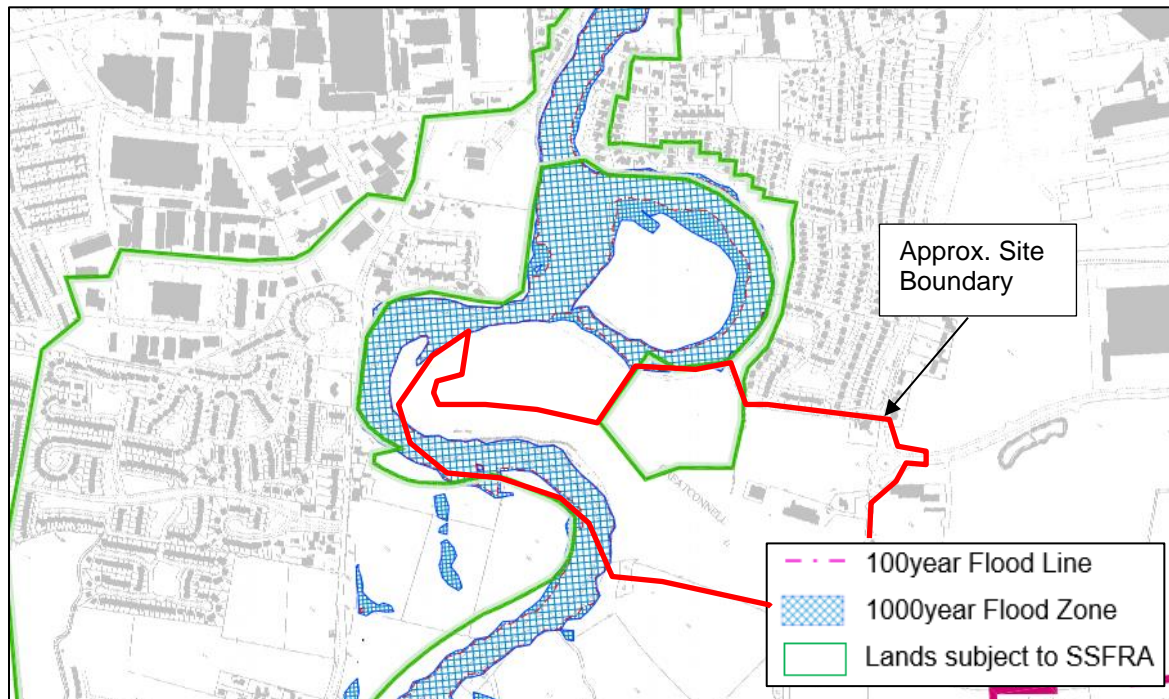 Approx. Site
Boundary
100year Flood Line
1000year Flood Zone
Lands subject to SSFRA